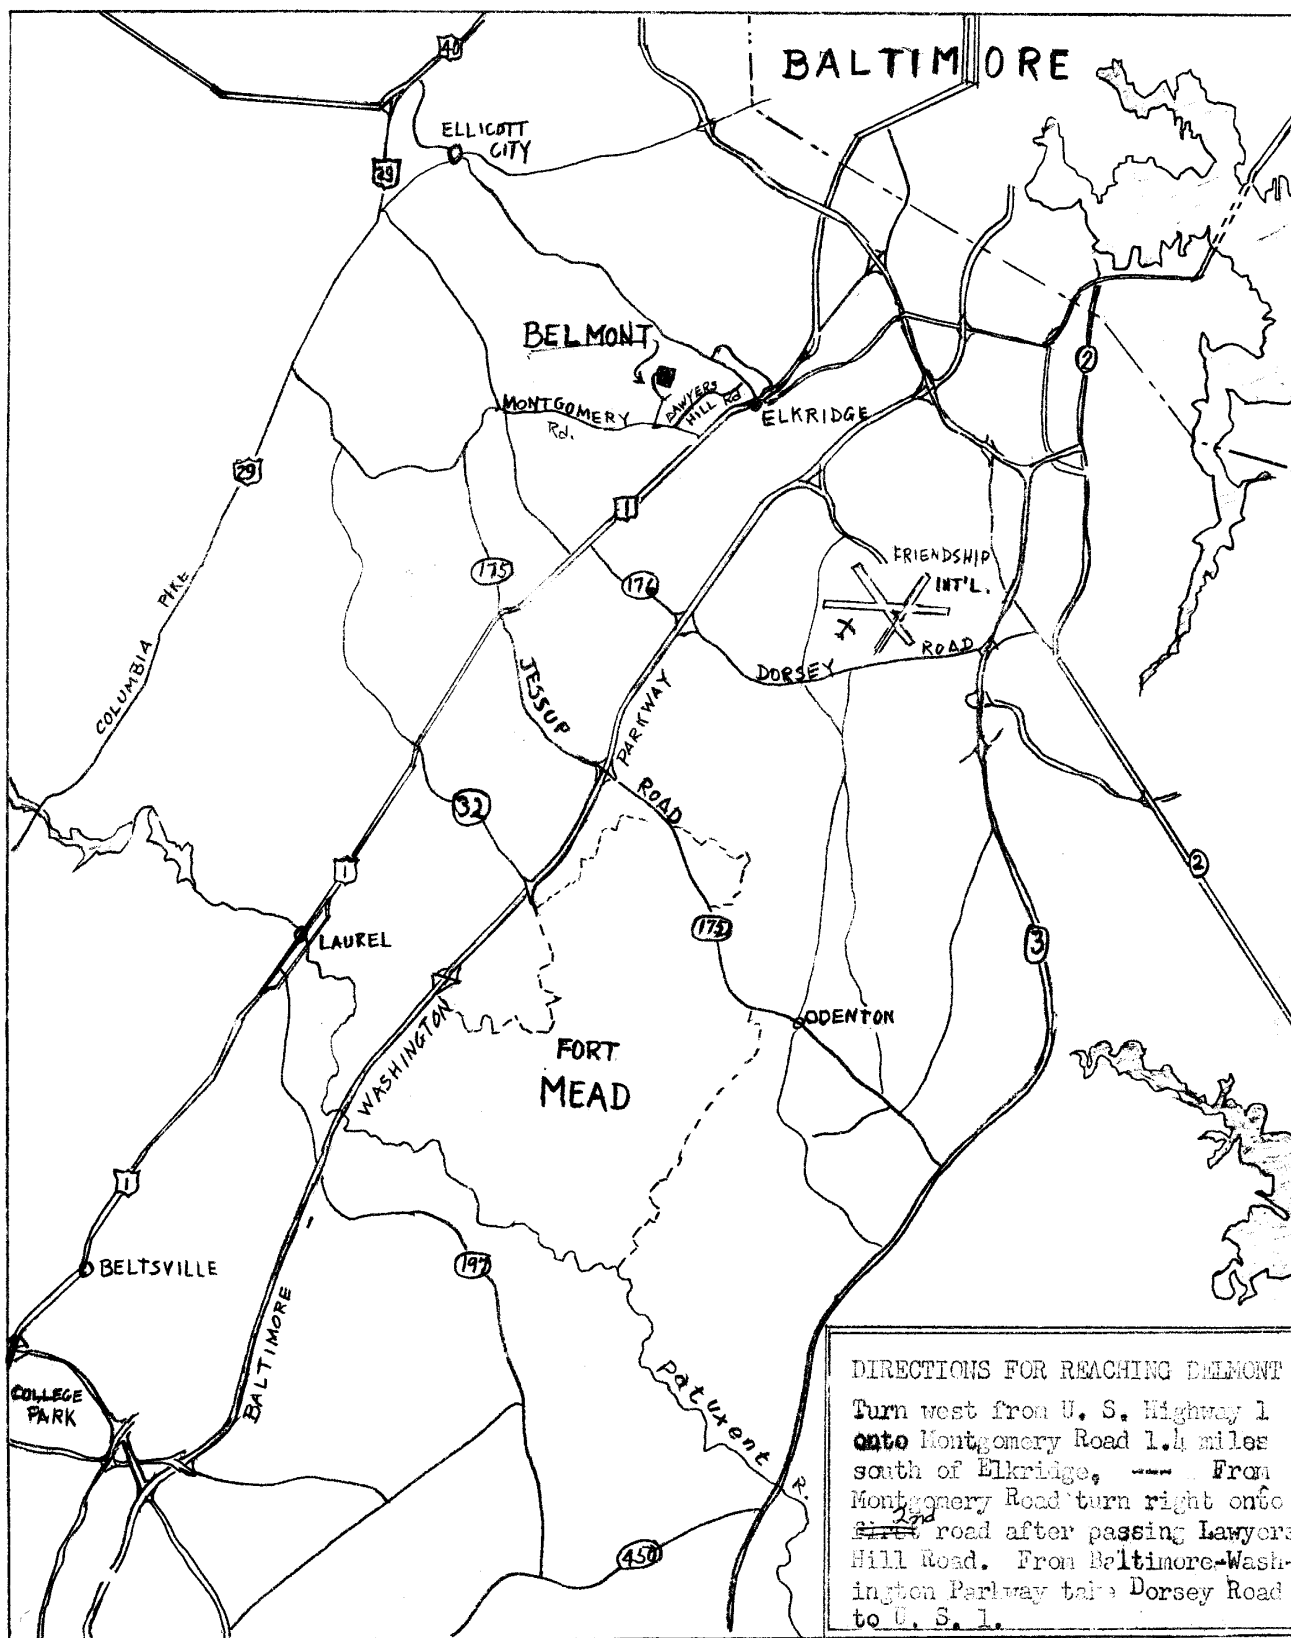 40
BALTIMORE
ELLICOTT
CITY
29
BELMONT
2
LAWYERS
HILL Rd
MONTGOMERY
Rd.
ELKRIDGE
29
1
175
176
FRIENDSHIP
INT'L.
COLUMBIA PIKE
JESSUP
ROAD
DORSEY
ROAD
PARKWAY
32
1
2
175
3
LAUREL
ODENTON
WASHINGTON
FORT
MEAD
1
BELTSVILLE
197
BALTIMORE
COLLEGE
PARK
Patuxent R.
450
DIRECTIONS FOR REACHING BELMONT
Turn west from U. S. Highway 1
onto Montgomery Road 1.4 miles
south of Elkridge, --- From
Montgomery Road turn right onto
first 2nd road after passing Lawyers
Hill Road. From Baltimore-Wash-
ington Parkway take Dorsey Road
to U. S. 1.